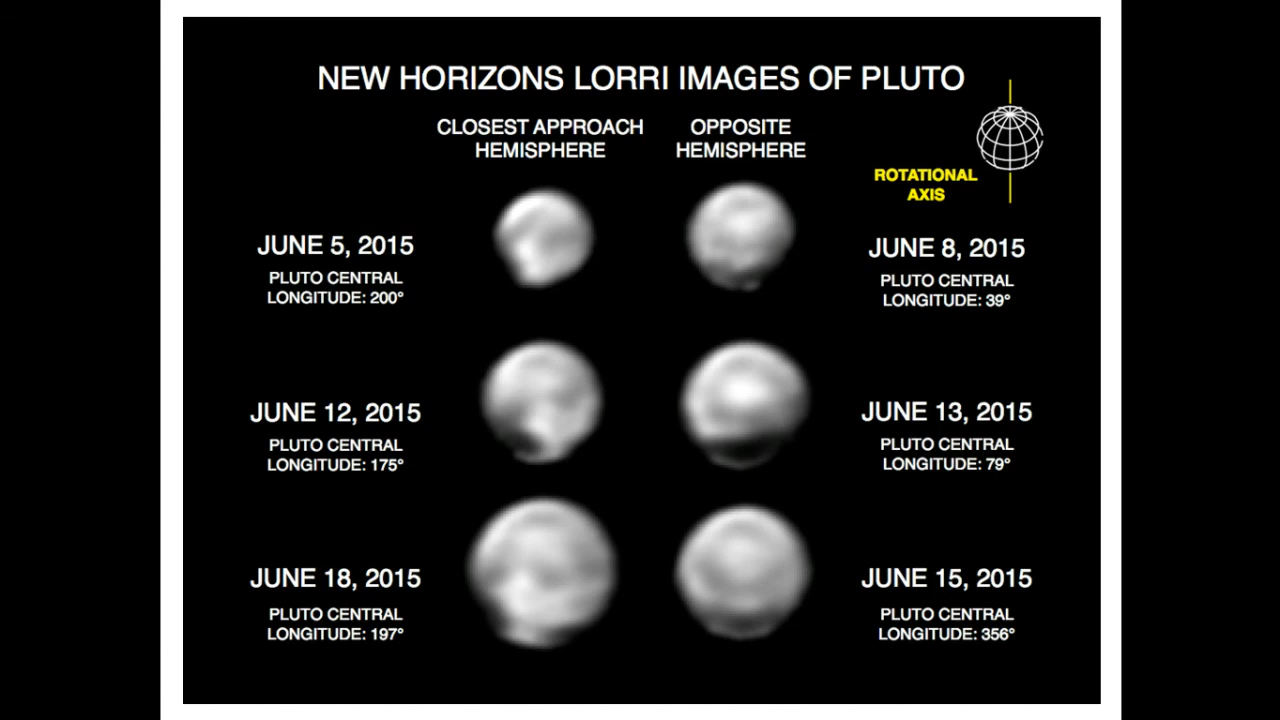 NEW HORIZONS LORRI IMAGES OF PLUTO
CLOSEST APPROACH
HEMISPHERE
OPPOSITE
HEMISPHERE
ROTATIONAL
AXIS
JUNE 5, 2015
PLUTO CENTRAL
LONGITUDE: 200°
JUNE 8, 2015
PLUTO CENTRAL
LONGITUDE: 39°
JUNE 12, 2015
PLUTO CENTRAL
LONGITUDE: 175°
JUNE 13, 2015
PLUTO CENTRAL
LONGITUDE: 79°
JUNE 18, 2015
PLUTO CENTRAL
LONGITUDE: 197°
JUNE 15, 2015
PLUTO CENTRAL
LONGITUDE: 356°